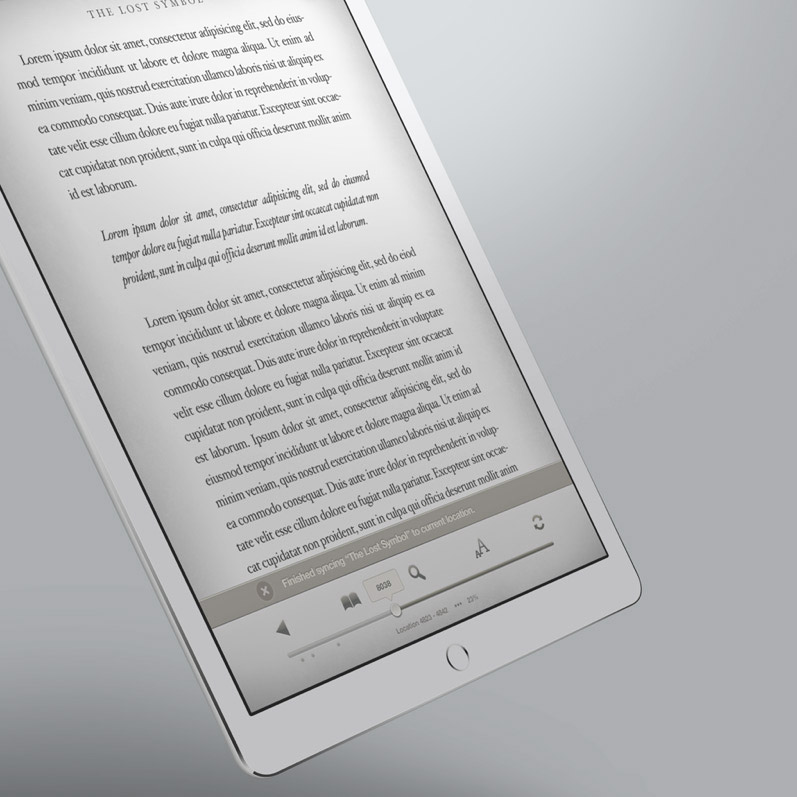 THE LOST SYMBOL
Lorem ipsum dolor sit amet, consectetur adipisicing elit, sed do eius-
mod tempor incididunt ut labore et dolore magna aliqua. Ut enim ad
minim veniam, quis nostrud exercitation ullamco laboris nisi ut aliquip ex
ea commodo consequat. Duis aute irure dolor in reprehenderit in volup-
tate velit esse cillum dolore eu fugiat nulla pariatur. Excepteur sint occae-
cat cupidatat non proident, sunt in culpa qui officia deserunt mollit anim
id est laborum.
Lorem ipsum dolor sit amet, consectetur adipisicing elit, sed do eiusmod
tempor dolore eu fugiat nulla pariatur. Excepteur sint occaecat cupidatat non
proident, sunt in culpa qui officia deserunt mollit anim id est laborum.
Lorem ipsum dolor sit amet, consectetur adipisicing elit, sed do eiod
tempor incididunt ut labore et dolore magna aliqua. Ut enim ad minim
veniam, quis nostrud exercitation ullamco laboris nisi ut aliquip ex ea
commodo consequat. Duis aute irure dolor in reprehenderit in voluptate
velit esse cillum dolore eu fugiat nulla pariatur. Excepteur sint occaecat
cupidatat non proident, sunt in culpa qui officia deserunt mollit anim id
est laborum. Ipsum dolor sit amet, consectetur adipisicing elit, sed do
eiusmod tempor incididunt ut labore et dolore magna aliqua. Ut enim ad
minim veniam, quis nostrud exercitation ullamco laboris nisi ut aliquip ex
ea commodo consequat. Duis aute irure dolor in reprehenderit in volup-
tate velit esse cillum dolore eu fugiat nulla pariatur. Excepteur sint occae-
cat cupidatat non proident, sunt in culpa qui officia deserunt mollit anim
Finished syncing "The Lost Symbol" to current location.
8038
AA
Location 4823 - 4842 ••• 23%